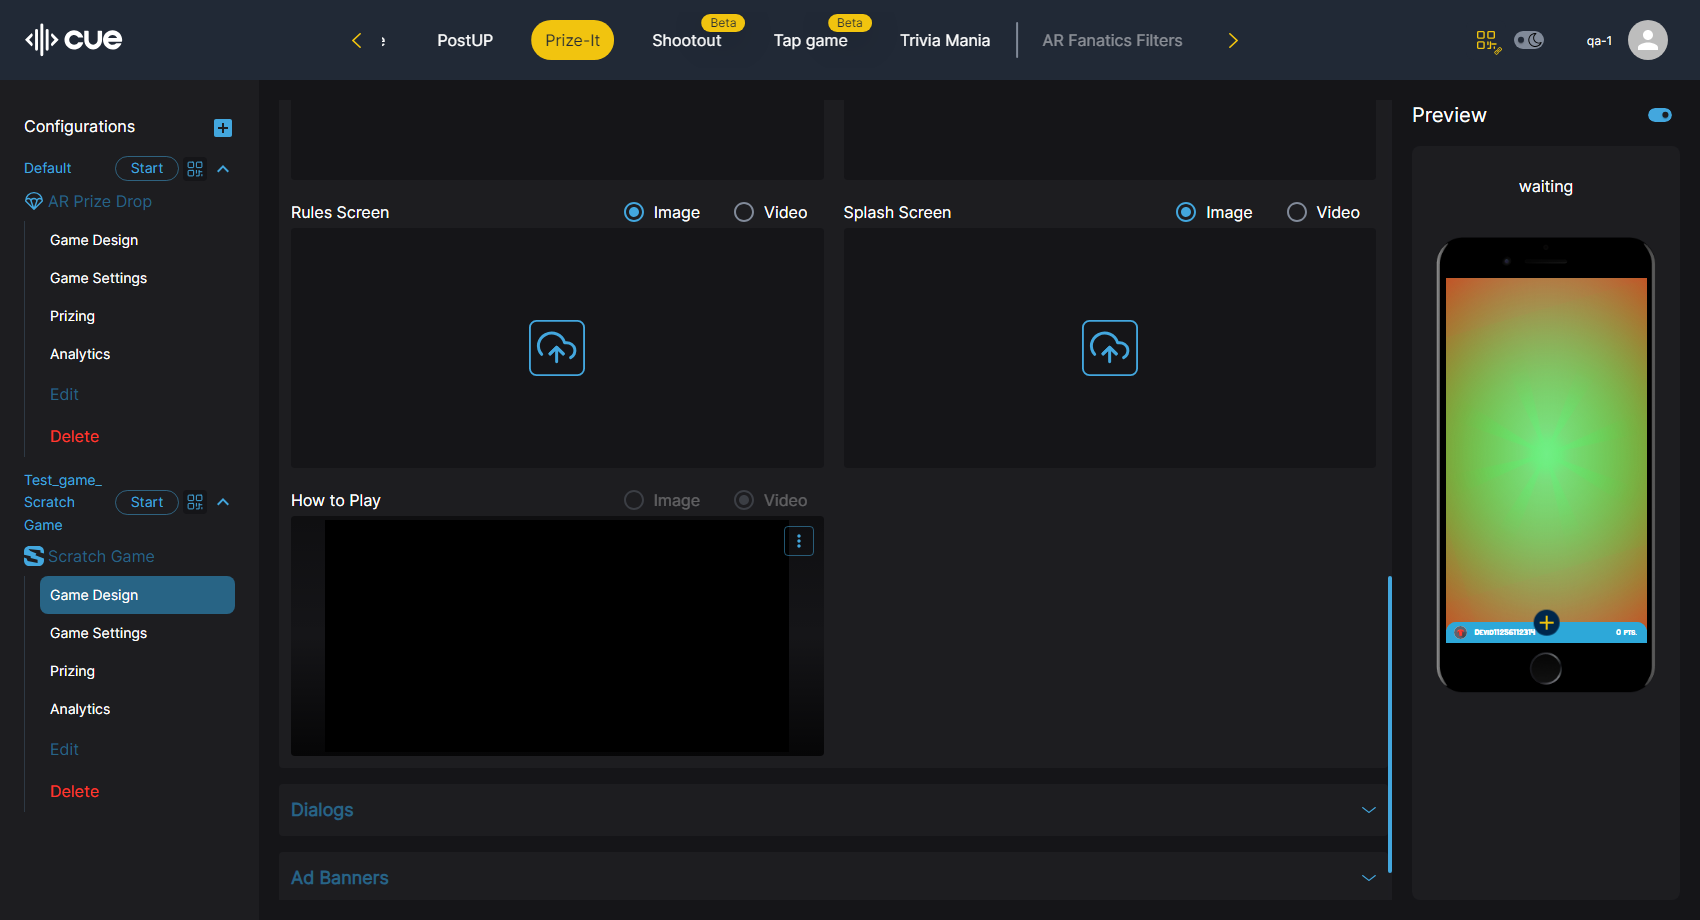 cue
PostUP
Prize-It
Beta
Shootout
Beta
Tap game
Trivia Mania
AR Fanatics Filters
qa-1
Configurations
Default
Start
AR Prize Drop
Game Design
Game Settings
Prizing
Analytics
Edit
Delete
Test_game_
Scratch
Game
Start
Scratch Game
Game Design
Game Settings
Prizing
Analytics
Edit
Delete
Rules Screen
Image
Video
Splash Screen
Image
Video
How to Play
Image
Video
Dialogs
Ad Banners
Preview
waiting
0 PTS.